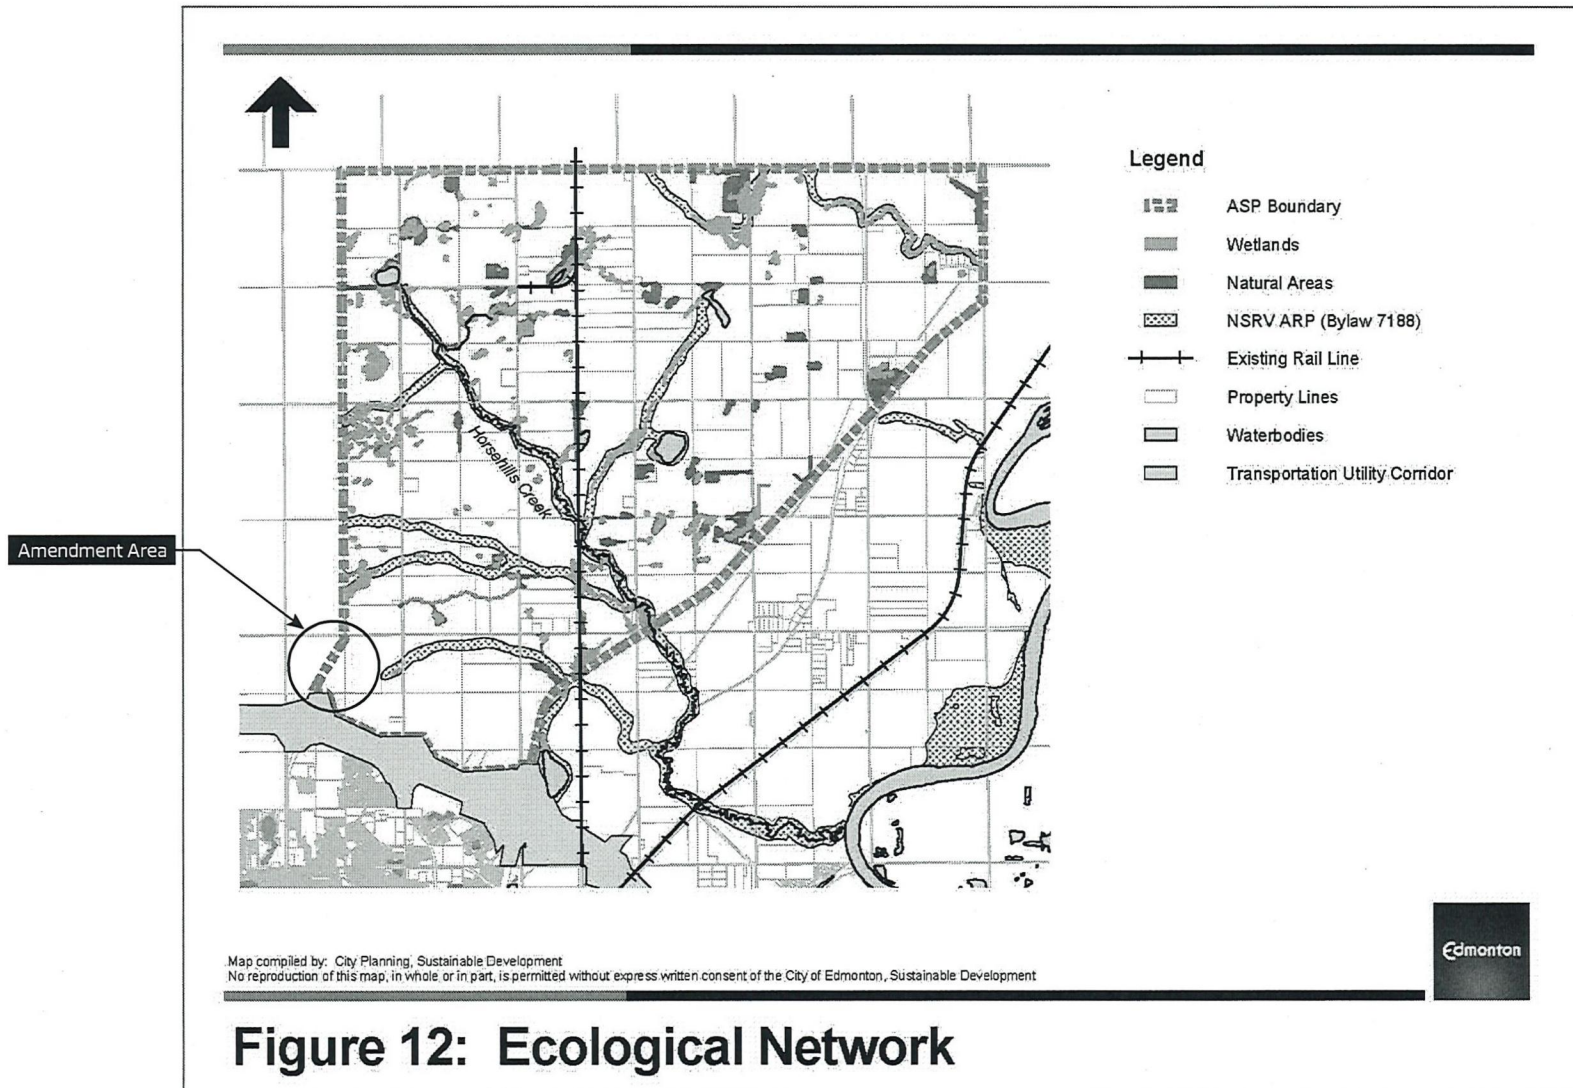 Legend
ASP Boundary
Wetlands
Natural Areas
NSRV ARP (Bylaw 7188)
Existing Rail Line
Property Lines
Waterbodies
Transportation Utility Corridor
Horsehills Creek
Amendment Area
Map compiled by: City Planning, Sustainable Development
No reproduction of this map, in whole or in part, is permitted without express written consent of the City of Edmonton, Sustainable Development
Edmonton
Figure 12: Ecological Network